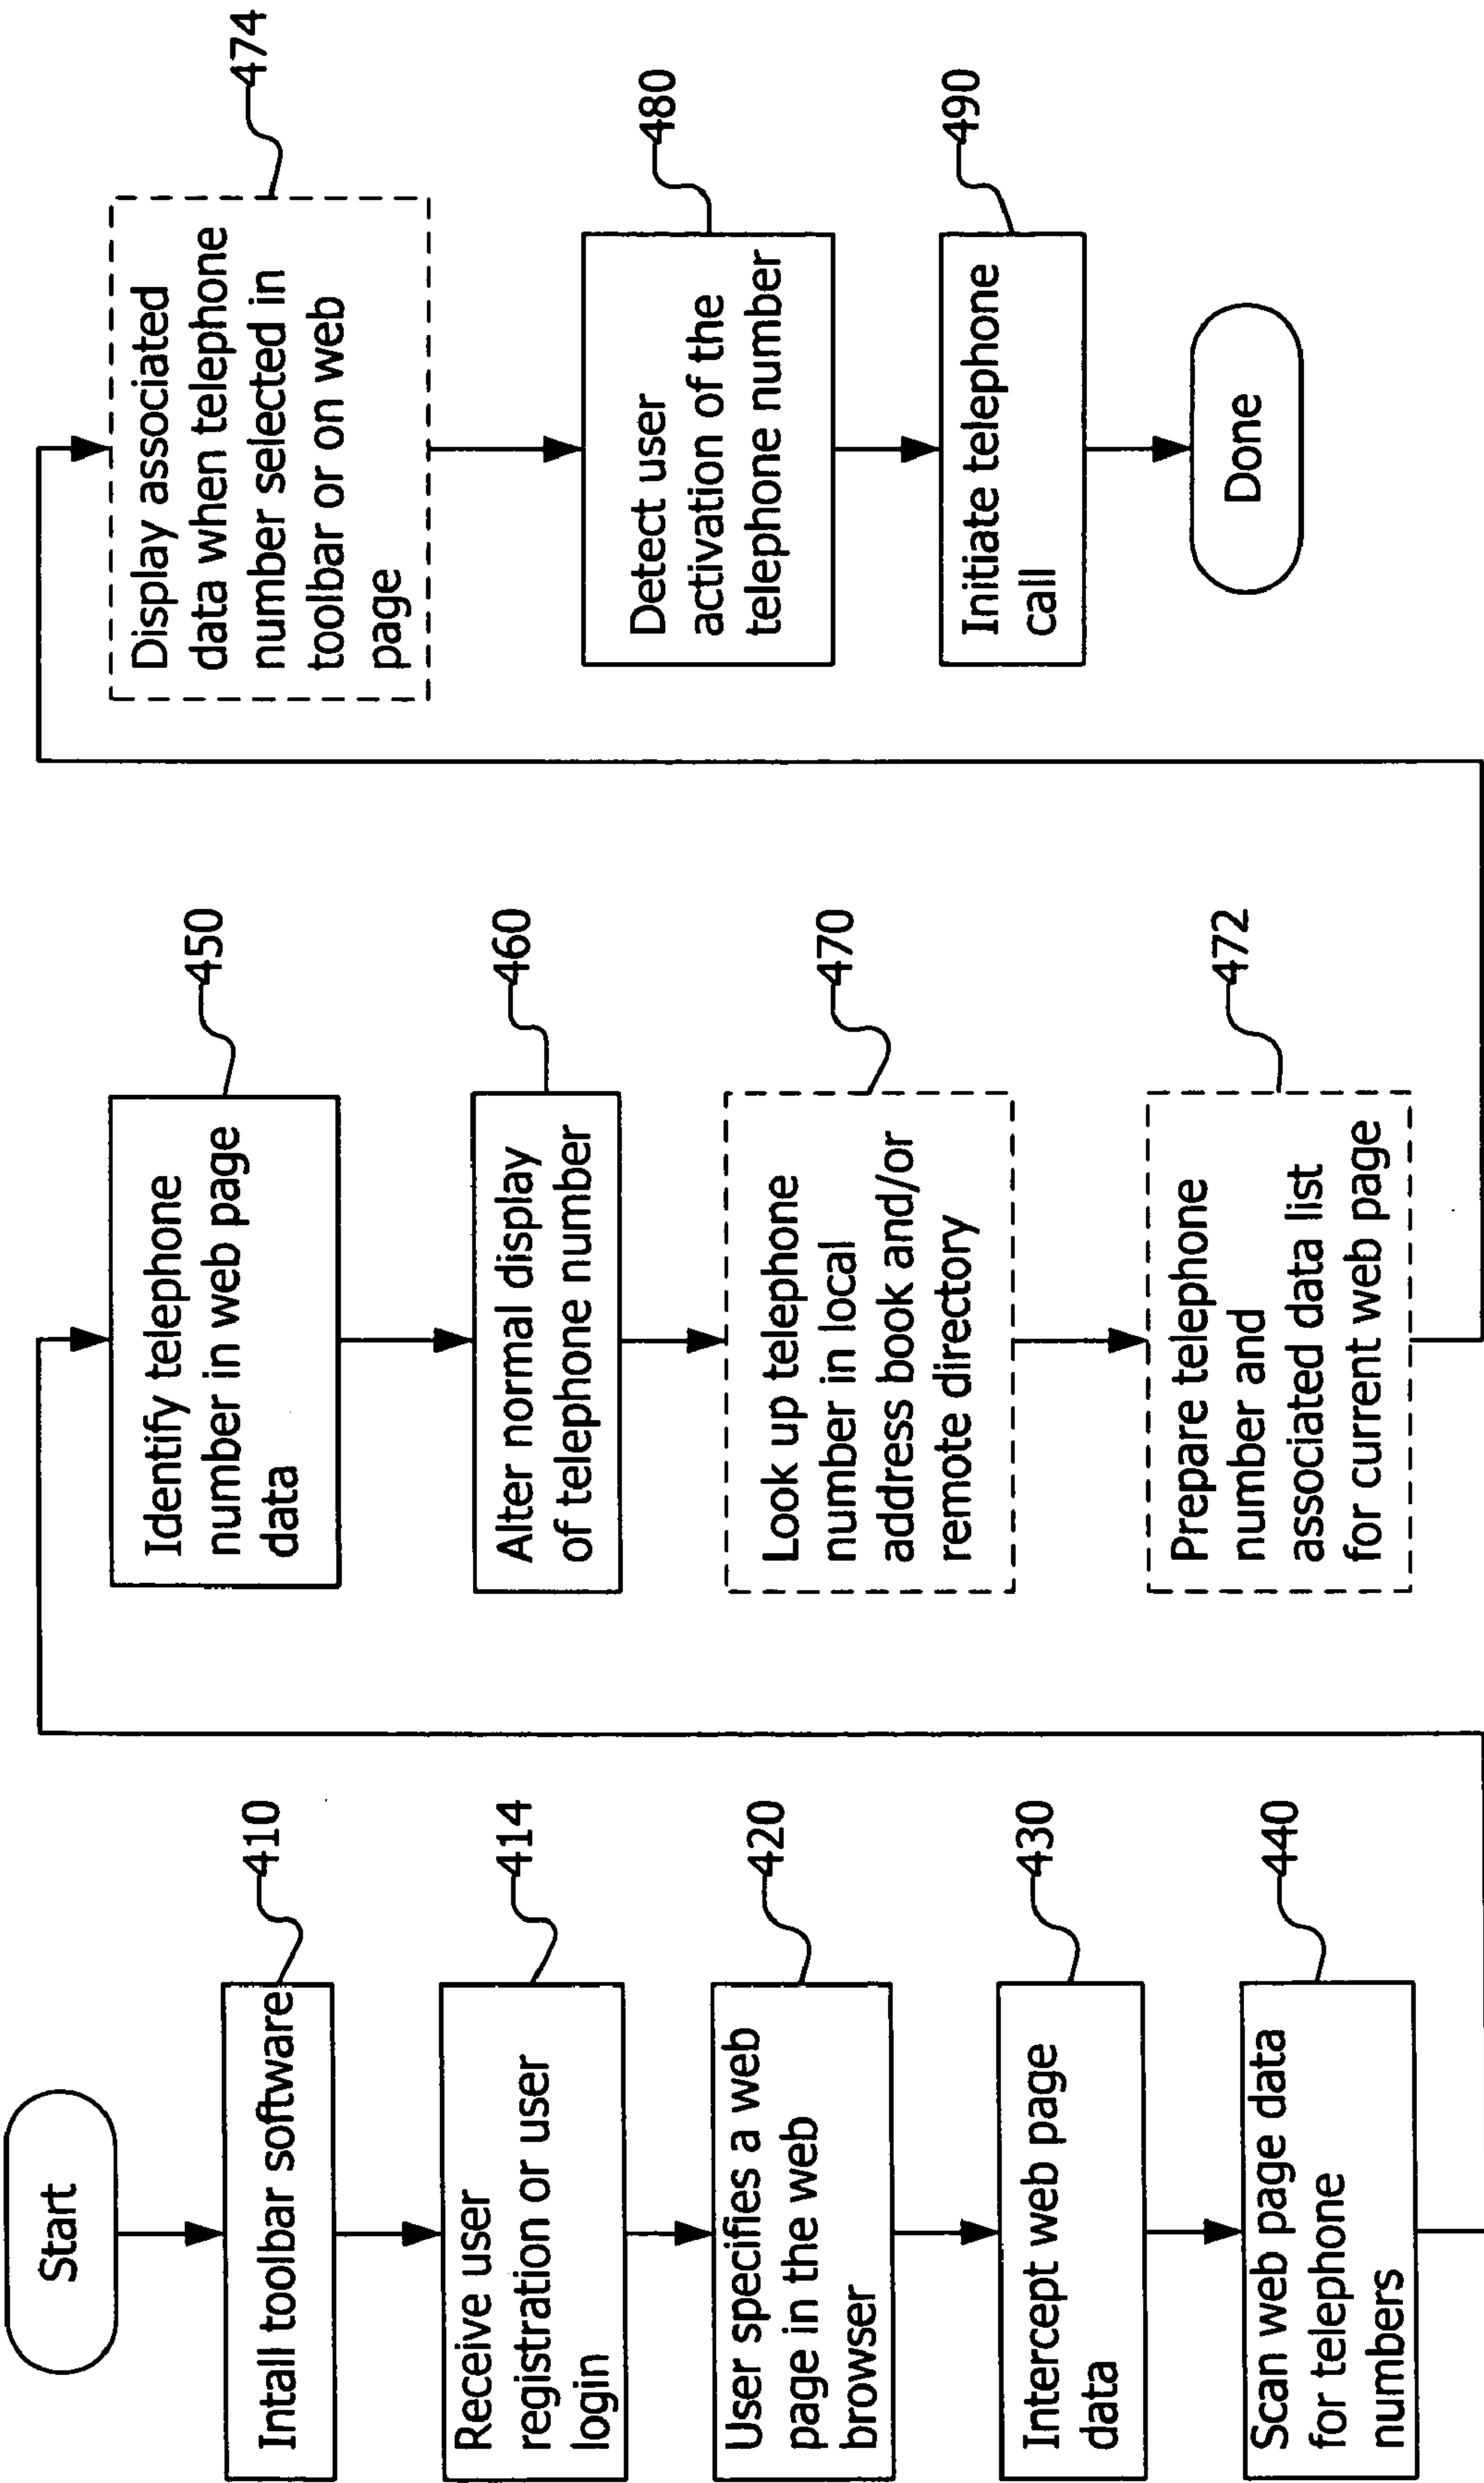 Start
Intall toolbar software
410
Receive user
registration or user
login
414
User specifies a web
page in the web
browser
420
Intercept web page
data
430
Scan web page data
for telephone
numbers
440
Identify telephone
number in web page
data
450
Alter normal display
of telephone number
460
Look up telephone
number in local
address book and/or
remote directory
470
Prepare telephone
number and
associated data list
for current web page
472
Display associated
data when telephone
number selected in
toolbar or on web
page
474
Detect user
activation of the
telephone number
480
Initiate telephone
call
490
Done